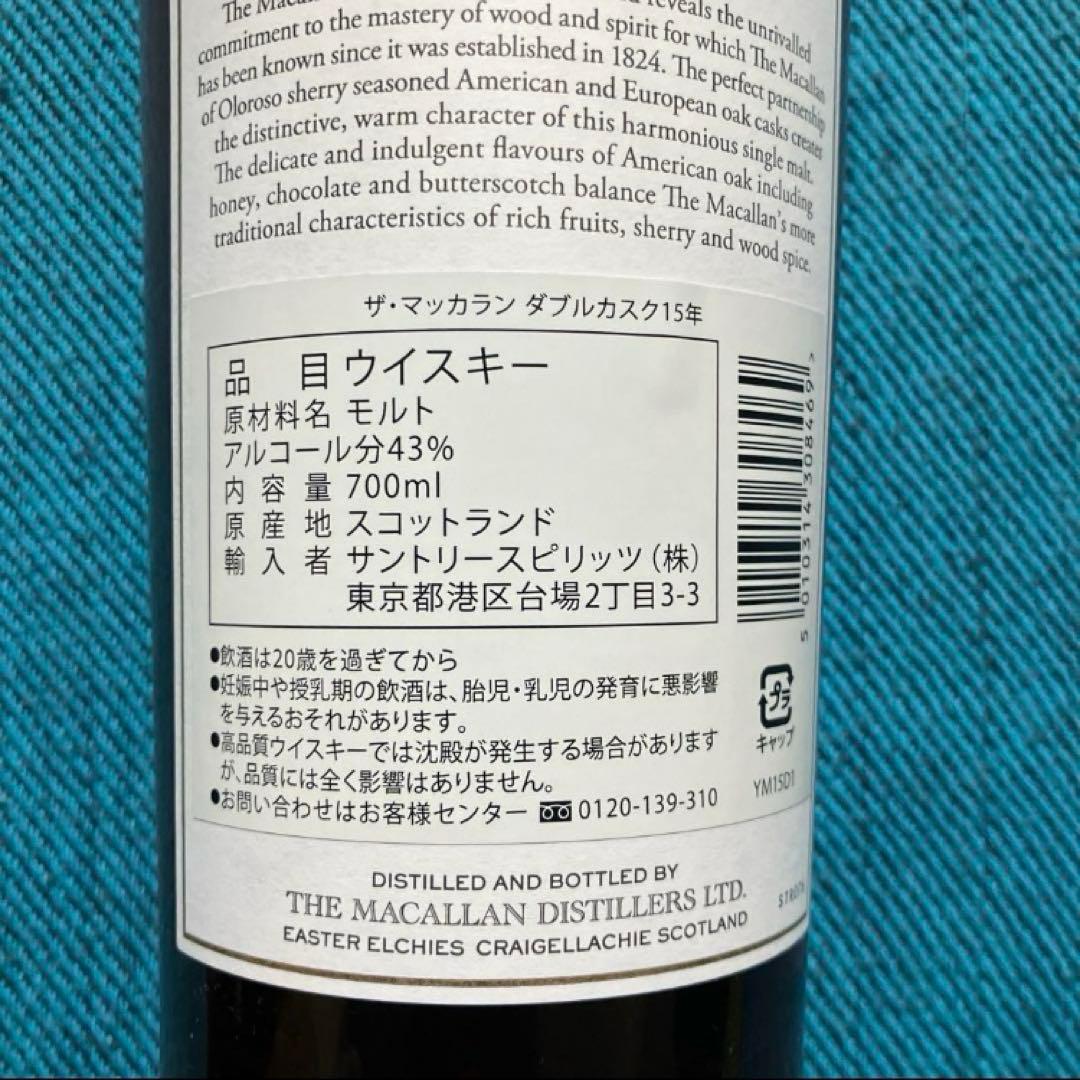 The Macallan
reveals the unrivalled
commitment to the mastery of wood and spirit for which The Macallan
has been known since it was established in 1824. The perfect partnership
of Oloroso sherry seasoned American and European oak casks creates
the distinctive, warm character of this harmonious single malt.
The delicate and indulgent flavours of American oak including
honey, chocolate and butterscotch balance The Macallan's more
traditional characteristics of rich fruits, sherry and wood spice.
ザ・マッカラン ダブルカスク15年
品 目 ウイスキー
原材料名 モルト
アルコール分43%
内 容 量 700ml
原 産 地 スコットランド
輸 入 者 サントリースピリッツ(株)
東京都港区台場2丁目3-3
5 010314 308469 >
●飲酒は20歳を過ぎてから
●妊娠中や授乳期の飲酒は、胎児・乳児の発育に悪影響
を与えるおそれがあります。
●高品質ウイスキーでは沈殿が発生する場合があります
が、品質には全く影響はありません。
●お問い合わせはお客様センター 0120-139-310
プラ
キャップ
YM15D1
DISTILLED AND BOTTLED BY
THE MACALLAN DISTILLERS LTD.
EASTER ELCHIES CRAIGELLACHIE SCOTLAND